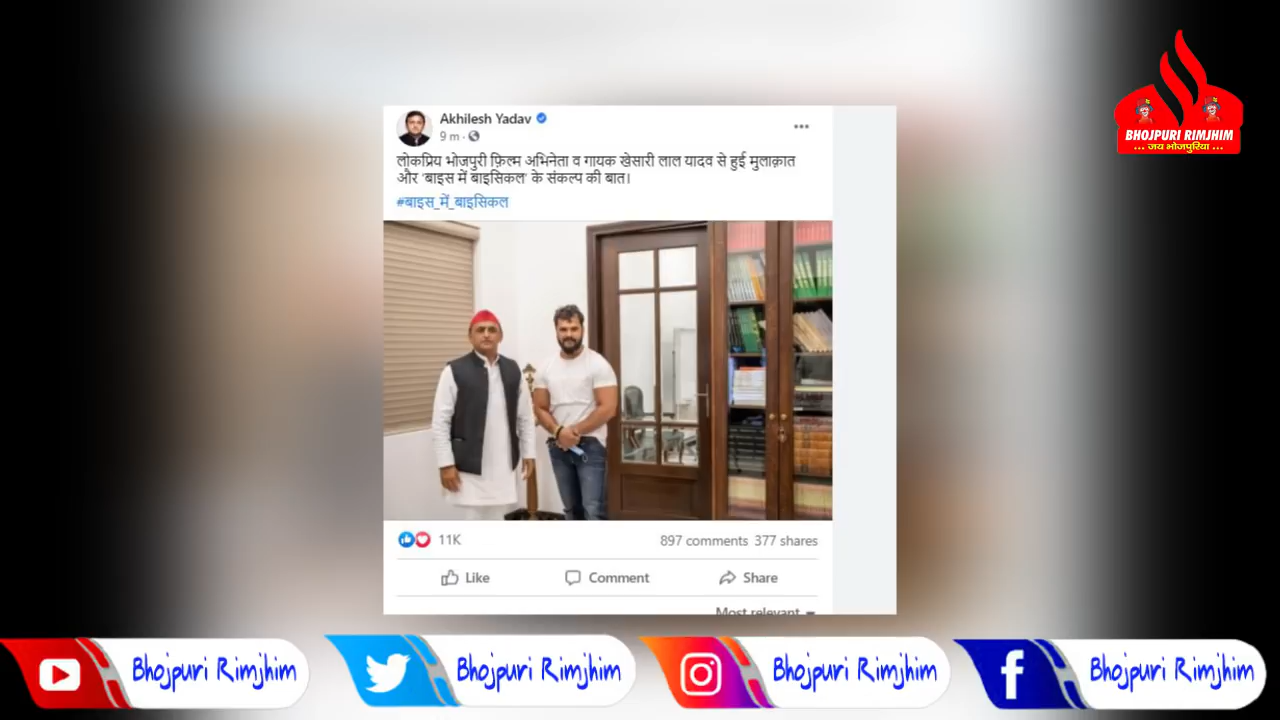 BHOJPURI RIMJHIM
... जय भोजपुरिया ...
Akhilesh Yadav
9 m ·
लोकप्रिय भोजपुरी फ़िल्म अभिनेता व गायक खेसारी लाल यादव से हुई मुलाक़ात
और 'बाइस में बाइसिकल' के संकल्प की बात।
#बाइस_में_बाइसिकल
11K 897 comments 377 shares
Like Comment Share
Most relevant
Bhojpuri Rimjhim Bhojpuri Rimjhim Bhojpuri Rimjhim Bhojpuri Rimjhim